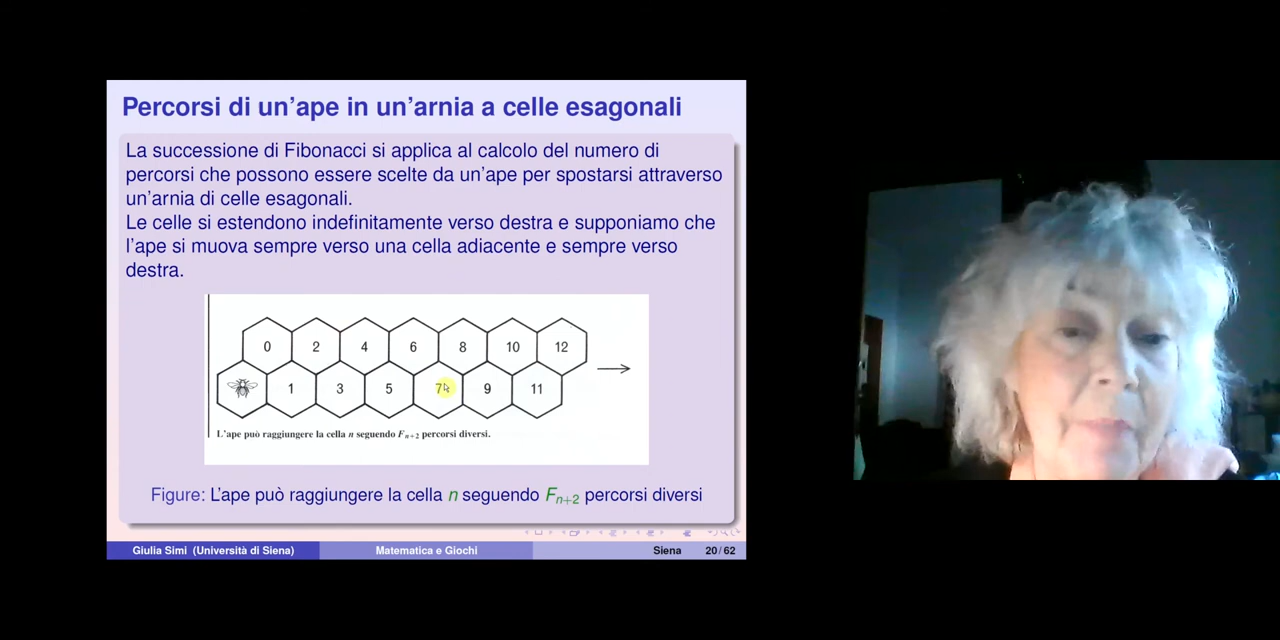 Percorsi di un'ape in un'arnia a celle esagonali
La successione di Fibonacci si applica al calcolo del numero di
percorsi che possono essere scelte da un'ape per spostarsi attraverso
un'arnia di celle esagonali.
Le celle si estendono indefinitamente verso destra e supponiamo che
l'ape si muova sempre verso una cella adiacente e sempre verso
destra.
0 2 4 6 8 10 12
1 3 5 7 9 11
L'ape può raggiungere la cella n seguendo Fn+2 percorsi diversi.
Figure: L'ape può raggiungere la cella n seguendo Fn+2 percorsi diversi
Giulia Simi (Università di Siena) Matematica e Giochi Siena 20/62